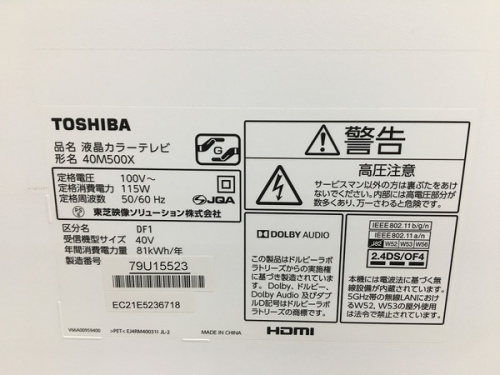 TOSHIBA
品名 液晶カラーテレビ
形名 40M500X
定格電圧 100V~
定格消費電力 115W
定格周波数 50/60 Hz
JQA
東芝映像ソリューション株式会社
区分名 DF1
受信機型サイズ 40V
年間消費電力量 81kWh/年
製造番号
79U15523
EC21E5236718
MADE IN CHINA
警告
高圧注意
サービスマン以外の方は裏ぶたをあけ
ないでください。内部には高電圧部分が
数多くあり、万一さわると危険です。
DOLBY AUDIO
この製品はドルビーラボ
ラトリーズからの実施権
に基づき製造されていま
す。Dolby、ドルビー、
Dolby Audio 及びダブ
ルD記号はドルビーラボ
ラトリーズの商標です。
HDMI
IEEE802.11b/g/n
IEEE802.11a/n
J52 W52 W53 W56
2.4DS/OF4
本機には電波法に基づく無
線設備が内蔵されています。
5GHz帯の無線LANにおけ
るW52、W53の屋外使用
は法令で禁止されています。